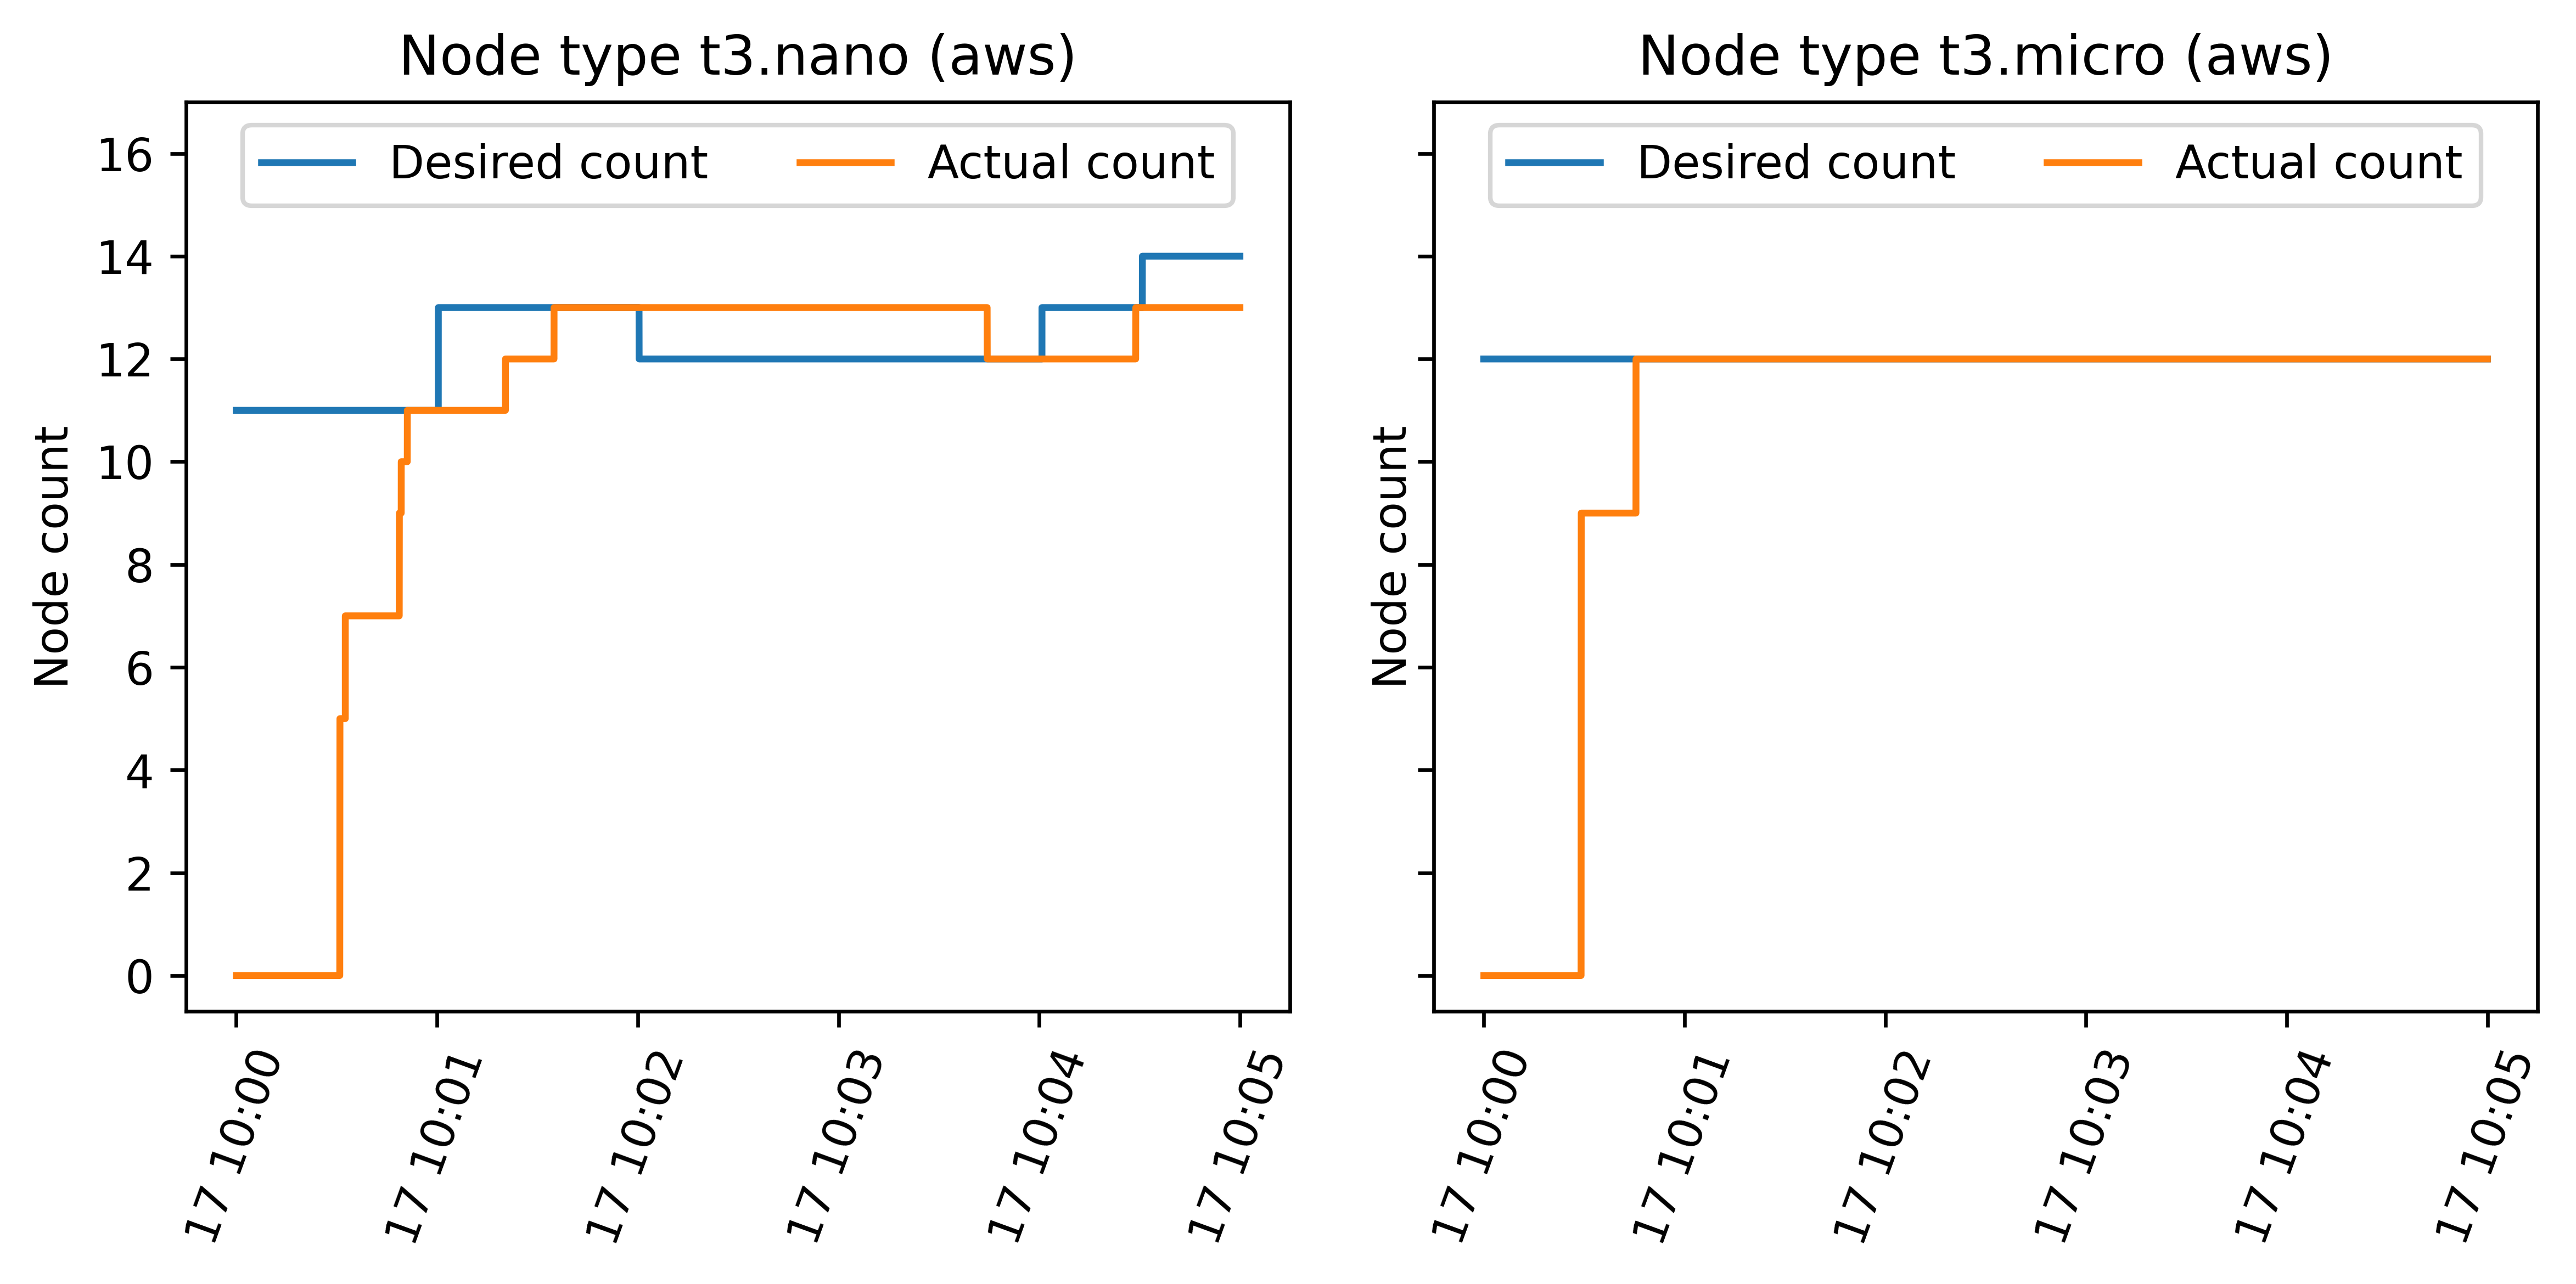 Node type t3.nano (aws)
Desired count
Actual count
Node count
16
14
12
10
8
6
4
2
0
17 10:00
17 10:01
17 10:02
17 10:03
17 10:04
17 10:05
Node type t3.micro (aws)
Desired count
Actual count
Node count
17 10:00
17 10:01
17 10:02
17 10:03
17 10:04
17 10:05